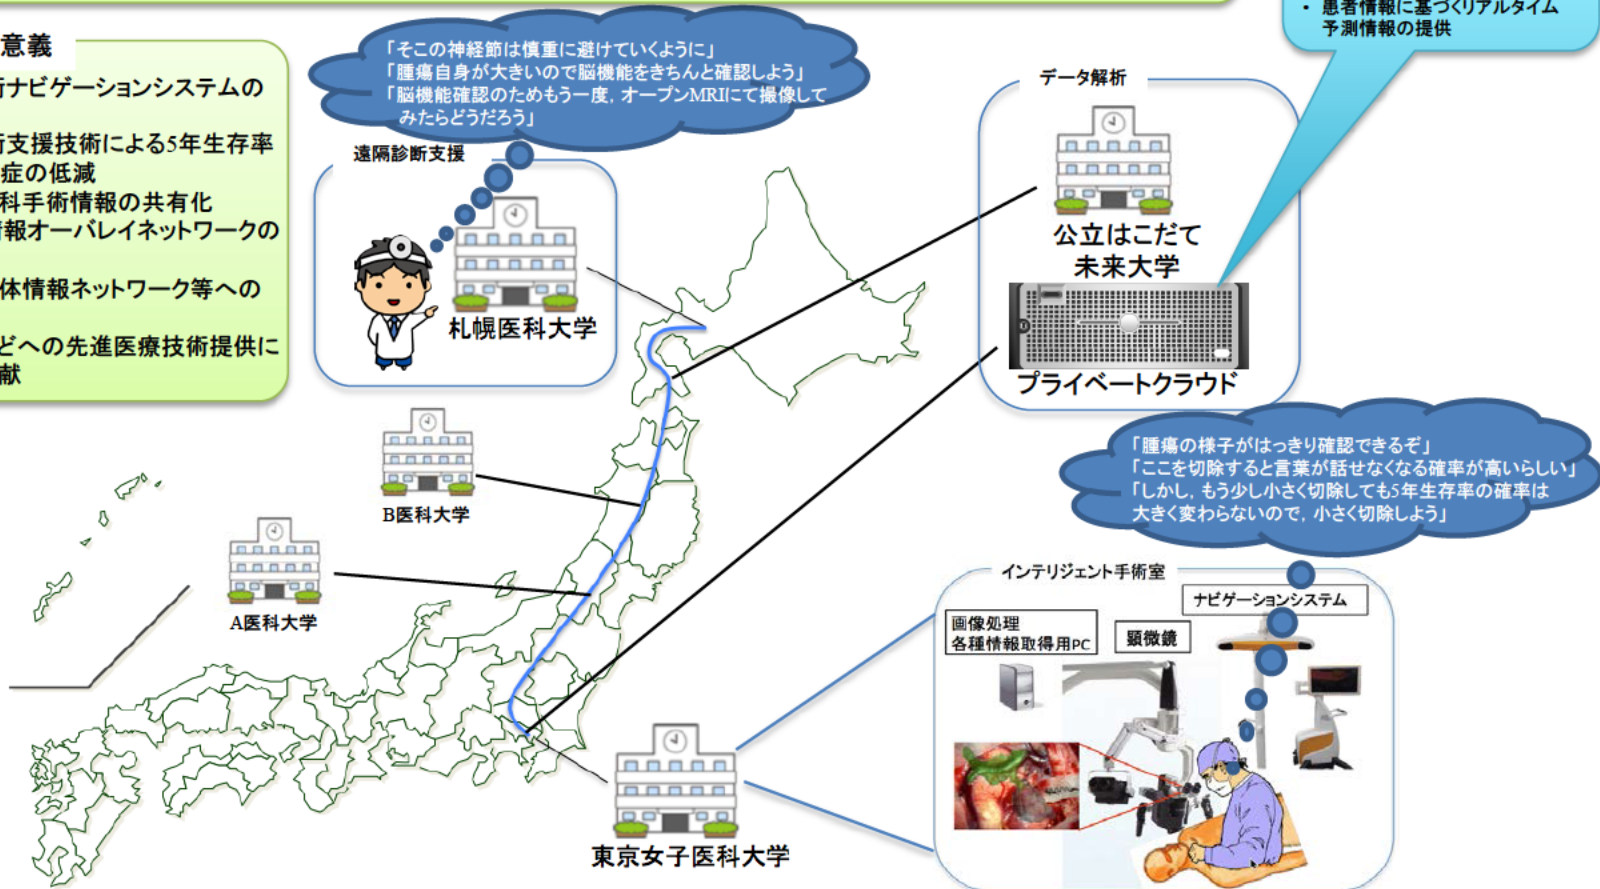 意義
ナビゲーションシステムの
支援技術による5年生存率
症の低減
科手術情報の共有化
報オーバレイネットワークの
体情報ネットワーク等への
どへの先進医療技術提供に
献
「そこの神経節は慎重に避けていくように」
「腫瘍自身が大きいので脳機能をきちんと確認しよう」
「脳機能確認のためもう一度，オープンMRIにて撮像して
みたらどうだろう」
遠隔診断支援
札幌医科大学
・ 患者情報に基づくリアルタイム
予測情報の提供
データ解析
公立はこだて
未来大学
プライベートクラウド
B医科大学
A医科大学
「腫瘍の様子がはっきり確認できるぞ」
「ここを切除すると言葉が話せなくなる確率が高いらしい」
「しかし，もう少し小さく切除しても5年生存率の確率は
大きく変わらないので，小さく切除しよう」
インテリジェント手術室
ナビゲーションシステム
画像処理
各種情報取得用PC
顕微鏡
東京女子医科大学